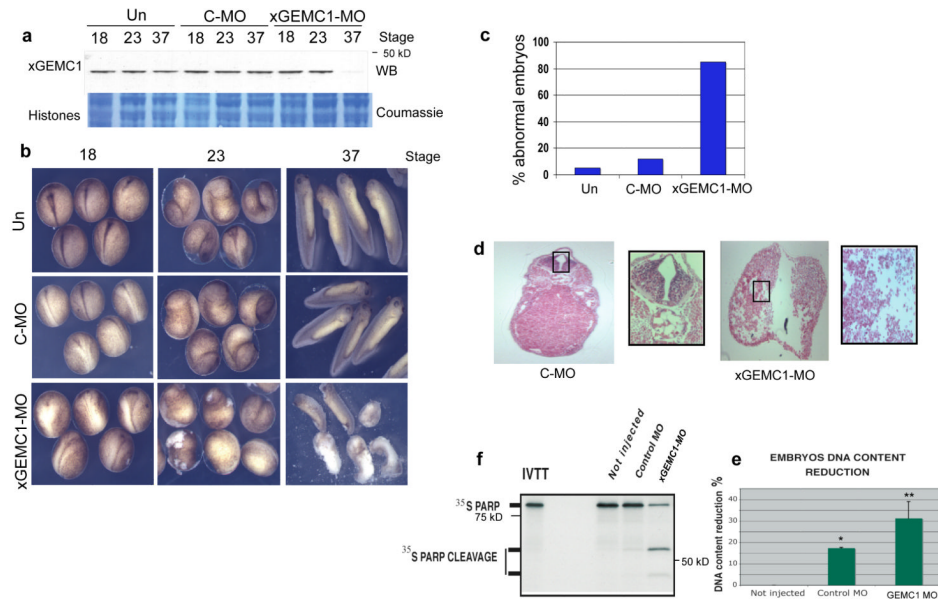 Un C-MO xGEMC1-MO
a 18 23 37 18 23 37 18 23 37 Stage
50 kD
xGEMC1 WB
Histones Coumassie
b 18 23 37 Stage
Un
C-MO
xGEMC1-MO
c
% abnormal embryos
100
80
60
40
20
0
Un C-MO xGEMC1-MO
d
C-MO xGEMC1-MO
f
IVTT Not injected Control MO xGEMC1-MO
35S PARP
75 kD
35S PARP CLEAVAGE
50 kD
e
EMBRYOS DNA CONTENT
REDUCTION
DNA content reduction %
40
30
20
10
0
* **
Not injected Control MO GEMC1 MO